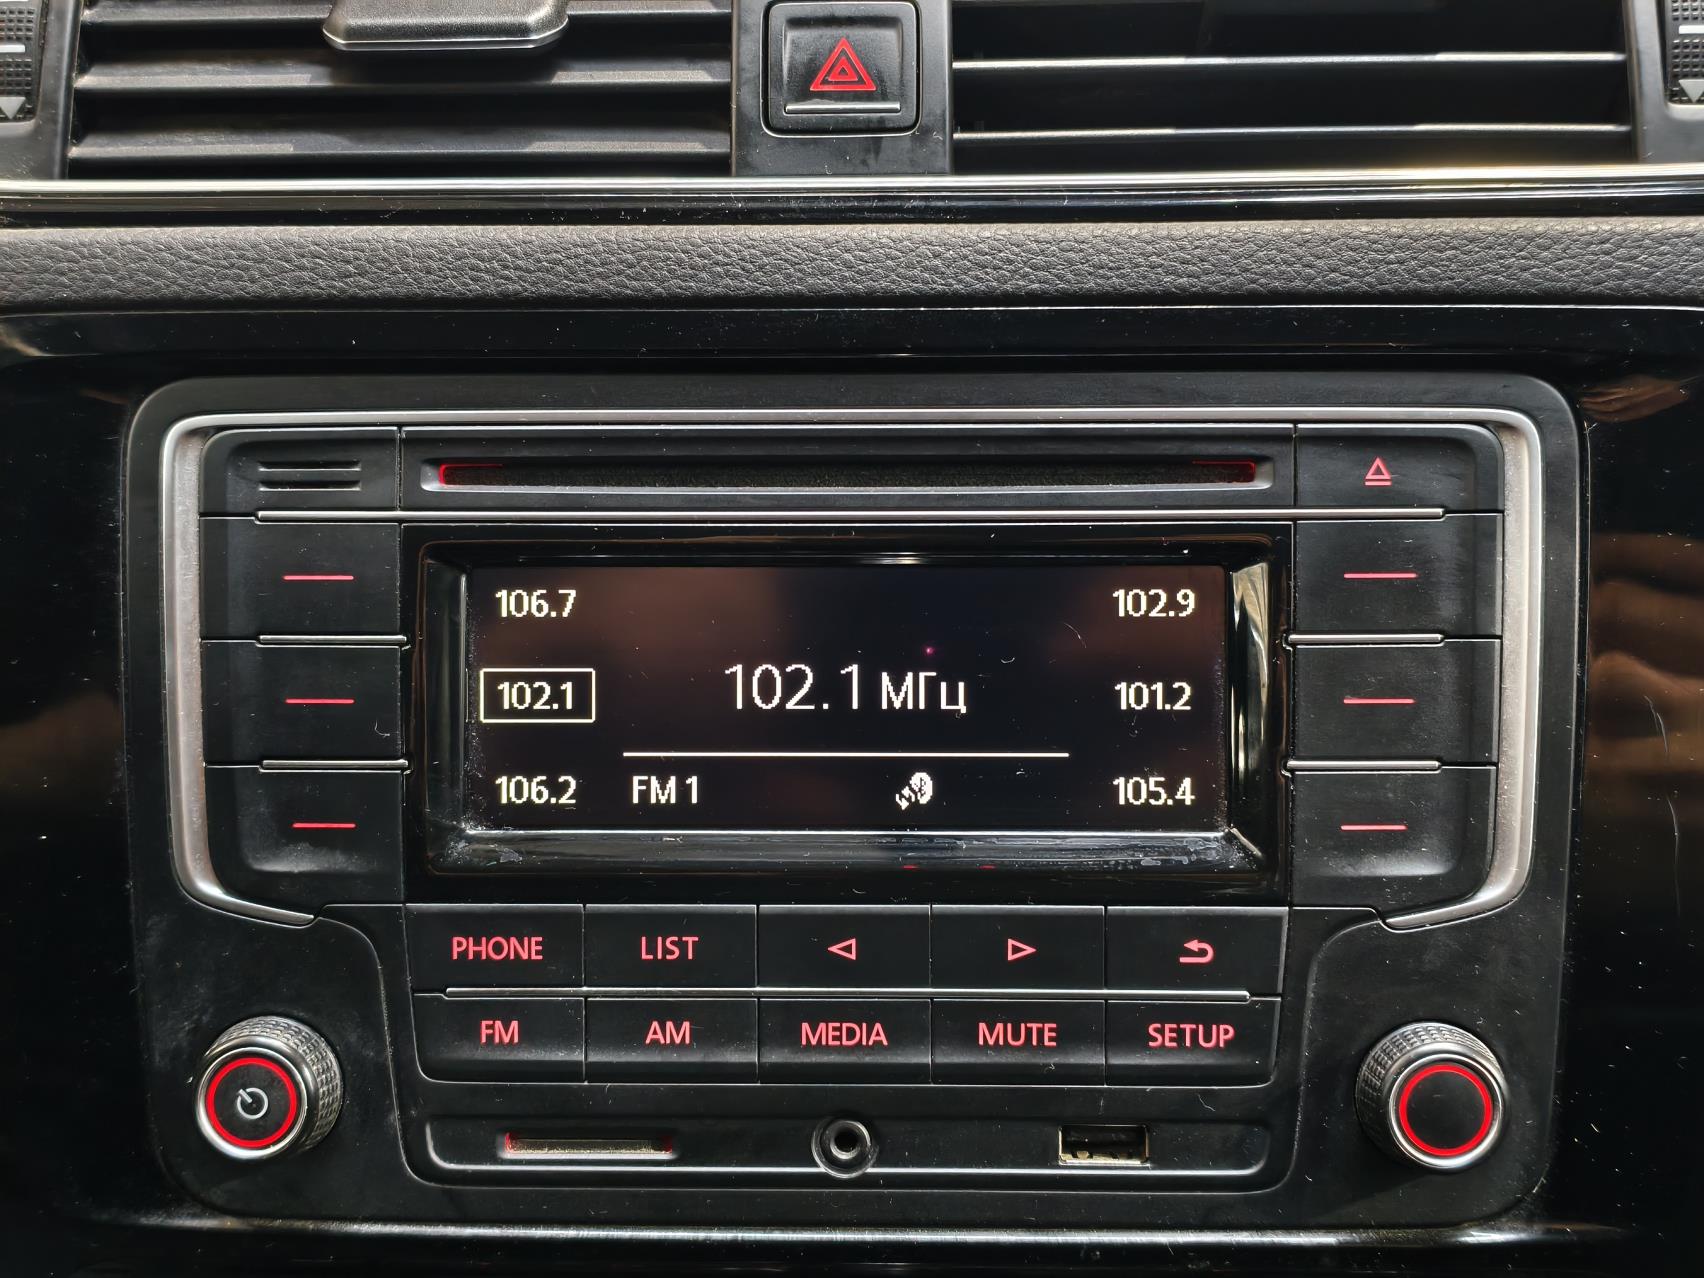 106.7 102.9
102.1 102.1 МГц 101.2
106.2 FM 1 105.4
PHONE LIST
FM AM MEDIA MUTE SETUP